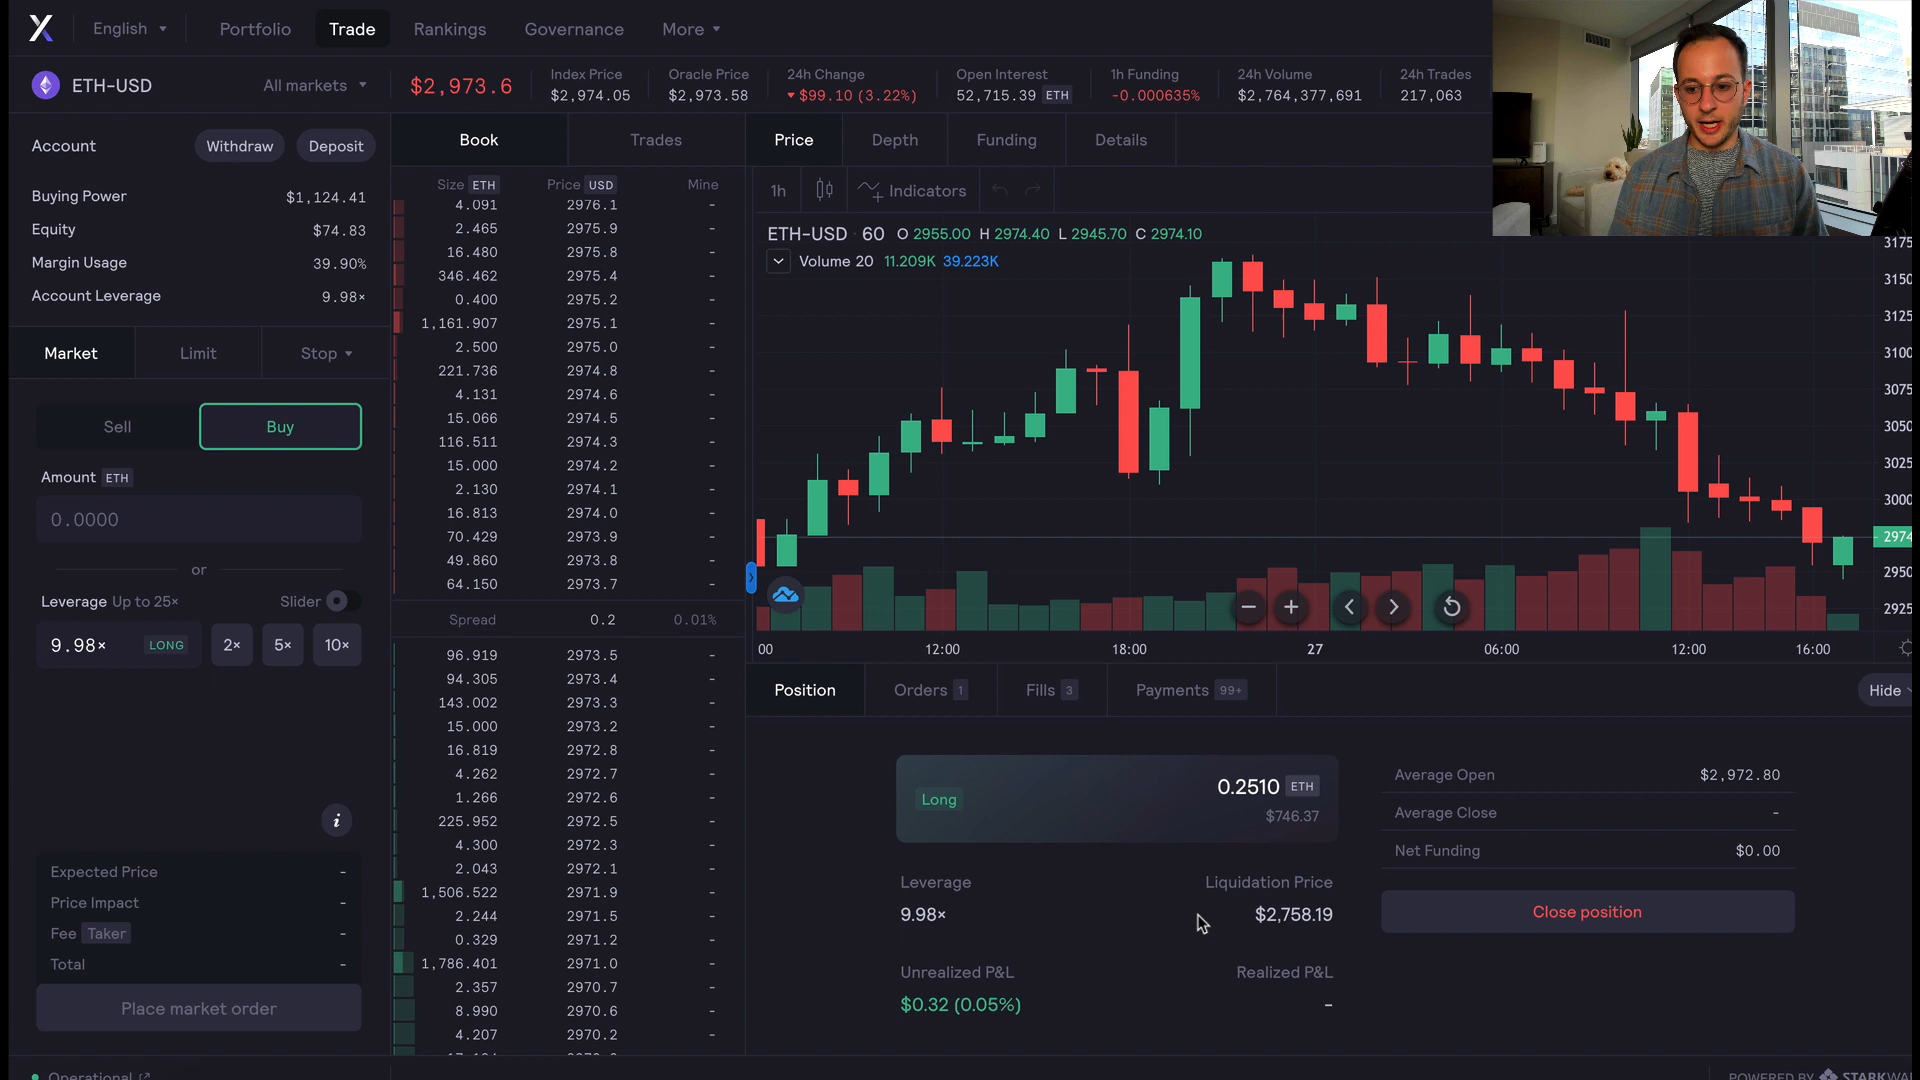 English
Portfolio
Trade
Rankings
Governance
More
ETH-USD
All markets
$2,973.6
Index Price
$2,974.05
Oracle Price
$2,973.58
24h Change
$99.10 (3.22%)
Open Interest
52,715.39 ETH
1h Funding
-0.000635%
24h Volume
$2,764,377,691
24h Trades
217,063
Account
Withdraw
Deposit
Buying Power
$1,124.41
Equity
$74.83
Margin Usage
39.90%
Account Leverage
9.98×
Market
Limit
Stop
Sell
Buy
Amount ETH
0.0000
or
Leverage Up to 25×
Slider
9.98× LONG
2×
5×
10×
i
Expected Price -
Price Impact -
Fee Taker -
Total -
Place market order
Operational
Book
Trades
Size ETH Price USD Mine
4.091 2976.1 -
2.465 2975.9 -
16.480 2975.8 -
346.462 2975.4 -
0.400 2975.2 -
1,161.907 2975.1 -
2.500 2975.0 -
221.736 2974.8 -
4.131 2974.6 -
15.066 2974.5 -
116.511 2974.3 -
15.000 2974.2 -
2.130 2974.1 -
16.813 2974.0 -
70.429 2973.9 -
49.860 2973.8 -
64.150 2973.7 -
Spread 0.2 0.01%
96.919 2973.5 -
94.305 2973.4 -
143.002 2973.3 -
15.000 2973.2 -
16.819 2972.8 -
4.262 2972.7 -
1.266 2972.6 -
225.952 2972.5 -
4.300 2972.3 -
2.043 2972.1 -
1,506.522 2971.9 -
2.244 2971.5 -
0.329 2971.2 -
1,786.401 2971.0 -
2.357 2970.7 -
8.990 2970.6 -
4.207 2970.2 -
Price
Depth
Funding
Details
1h
Indicators
ETH-USD · 60 O 2955.00 H 2974.40 L 2945.70 C 2974.10
Volume 20 11.209K 39.223K
3175
3150
3125
3100
3075
3050
3025
3000
2974
2950
2925
00 12:00 18:00 27 06:00 12:00 16:00
Position
Orders 1
Fills 3
Payments 99+
Hide
Long
0.2510 ETH
$746.37
Leverage
9.98×
Liquidation Price
$2,758.19
Unrealized P&L
$0.32 (0.05%)
Realized P&L
-
Average Open $2,972.80
Average Close -
Net Funding $0.00
Close position
POWERED BY STARKWA